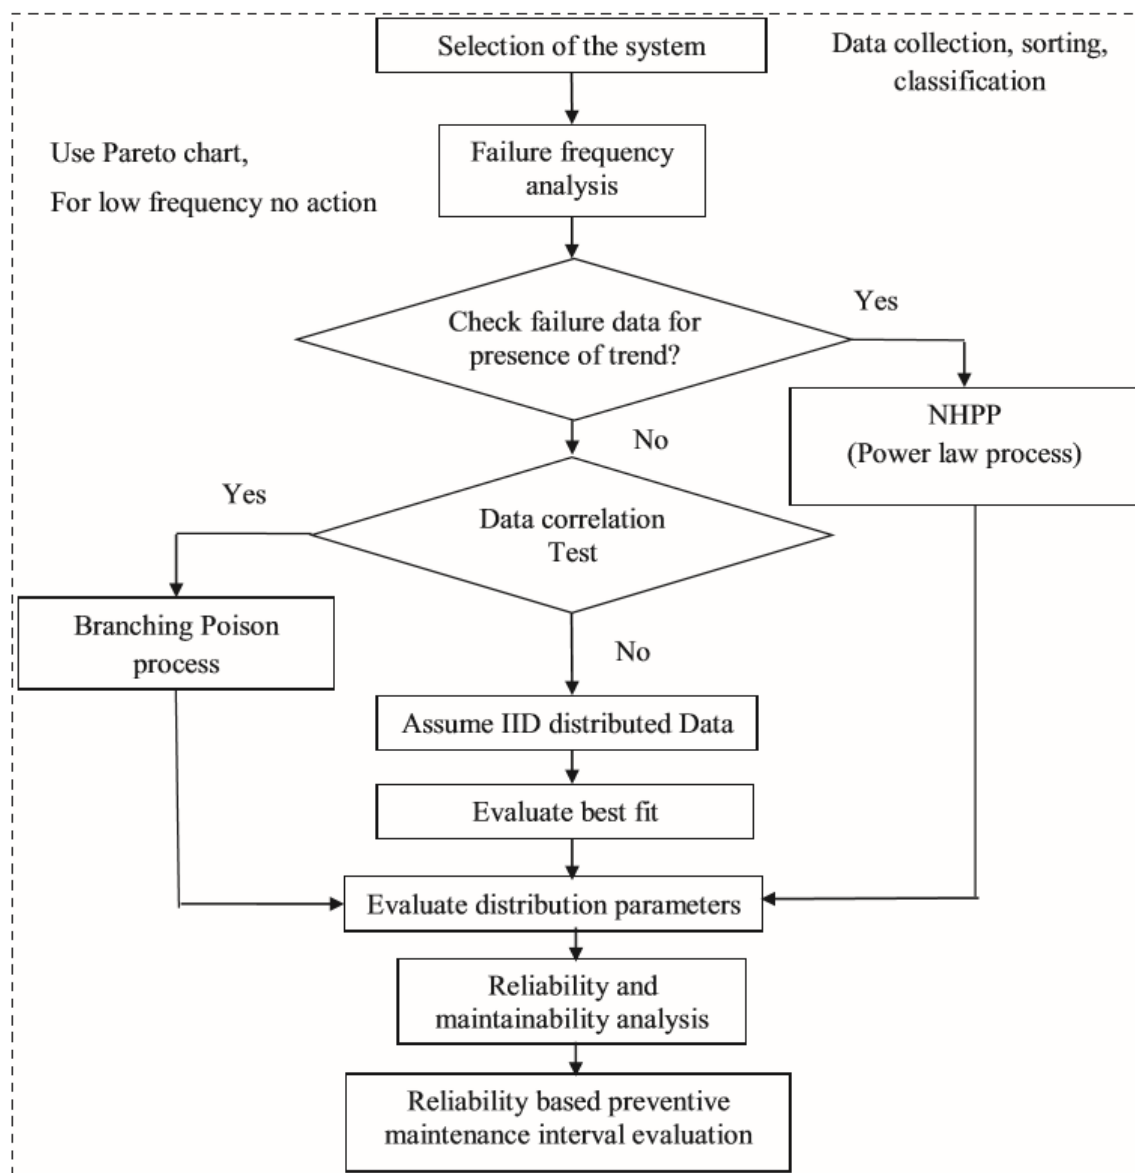 Selection of the system
Data collection, sorting,
classification
Use Pareto chart,
For low frequency no action
Failure frequency
analysis
Yes
Check failure data for
presence of trend?
NHPP
(Power law process)
No
Yes
Data correlation
Test
Branching Poison
process
No
Assume IID distributed Data
Evaluate best fit
Evaluate distribution parameters
Reliability and
maintainability analysis
Reliability based preventive
maintenance interval evaluation